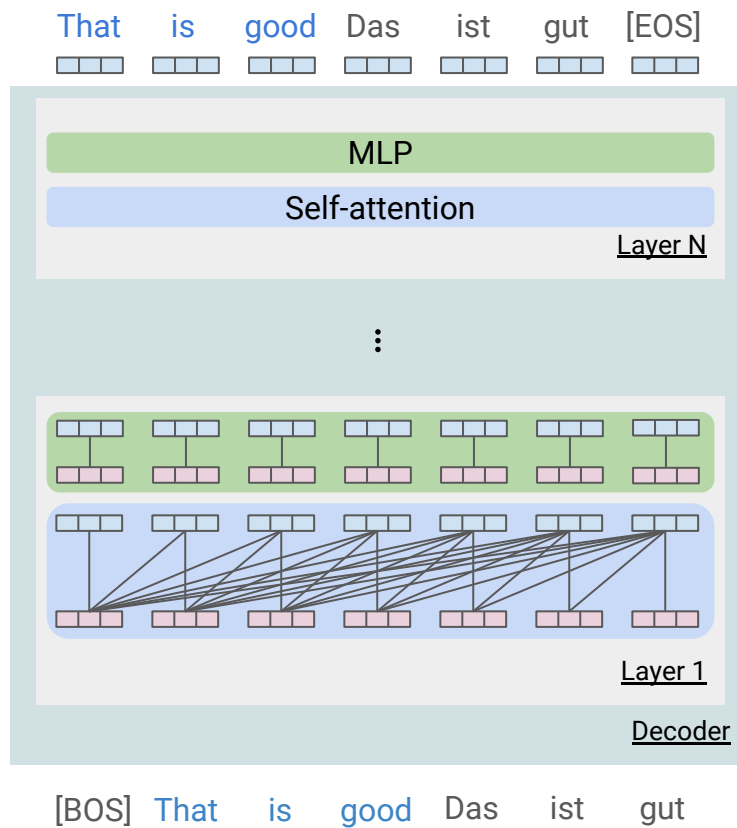 That is good Das ist gut [EOS]
MLP
Self-attention
Layer N
Layer 1
Decoder
[BOS] That is good Das ist gut